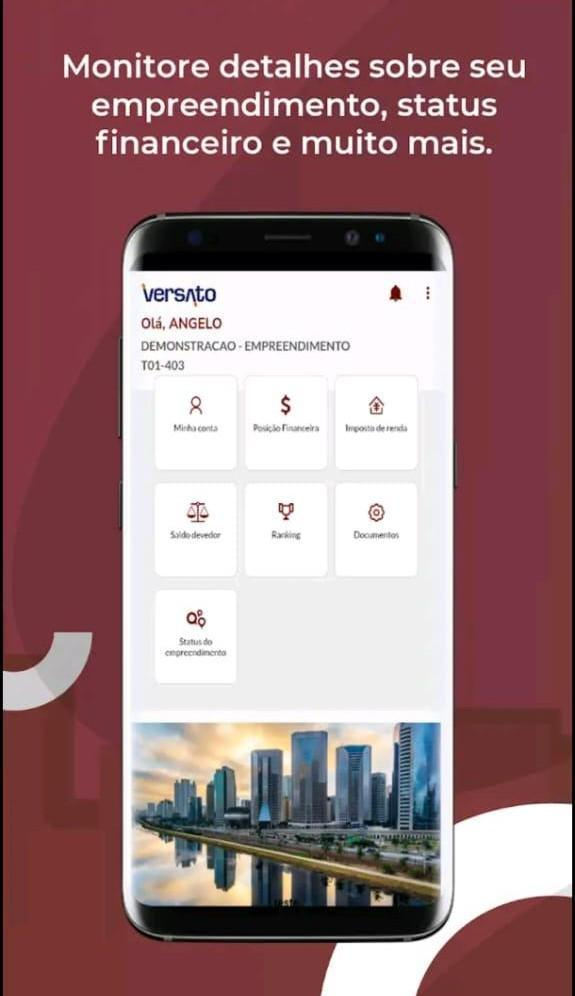 Monitore detalhes sobre seu
empreendimento, status
financeiro e muito mais.
versato
Olá, ANGELO
DEMONSTRACAO - EMPREENDIMENTO
T01-403
Minha conta
Posição Financeira
Imposto de renda
Saldo devedor
Ranking
Documentos
Status do
empreendimento